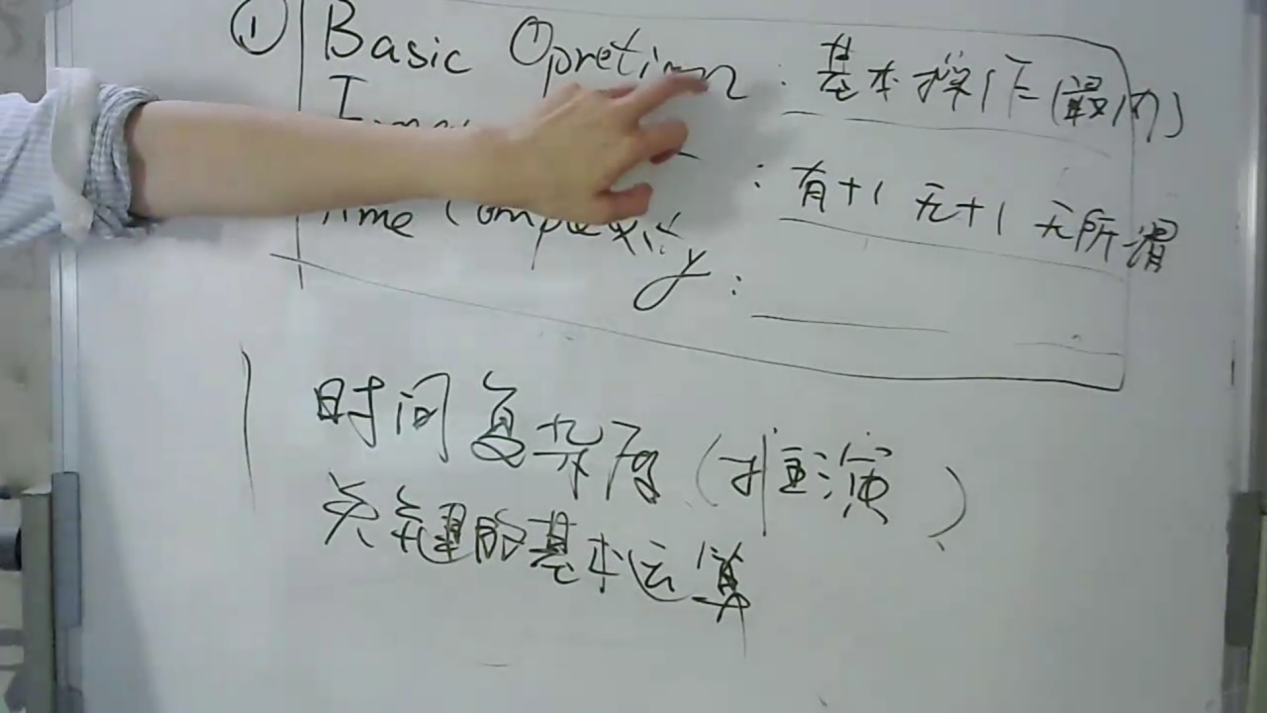 ① Basic Opretion : 基本操作(最内)
: 有+1 无+1 无所谓
Time Complexity :
时间复杂度(推演)
关键的基本运算